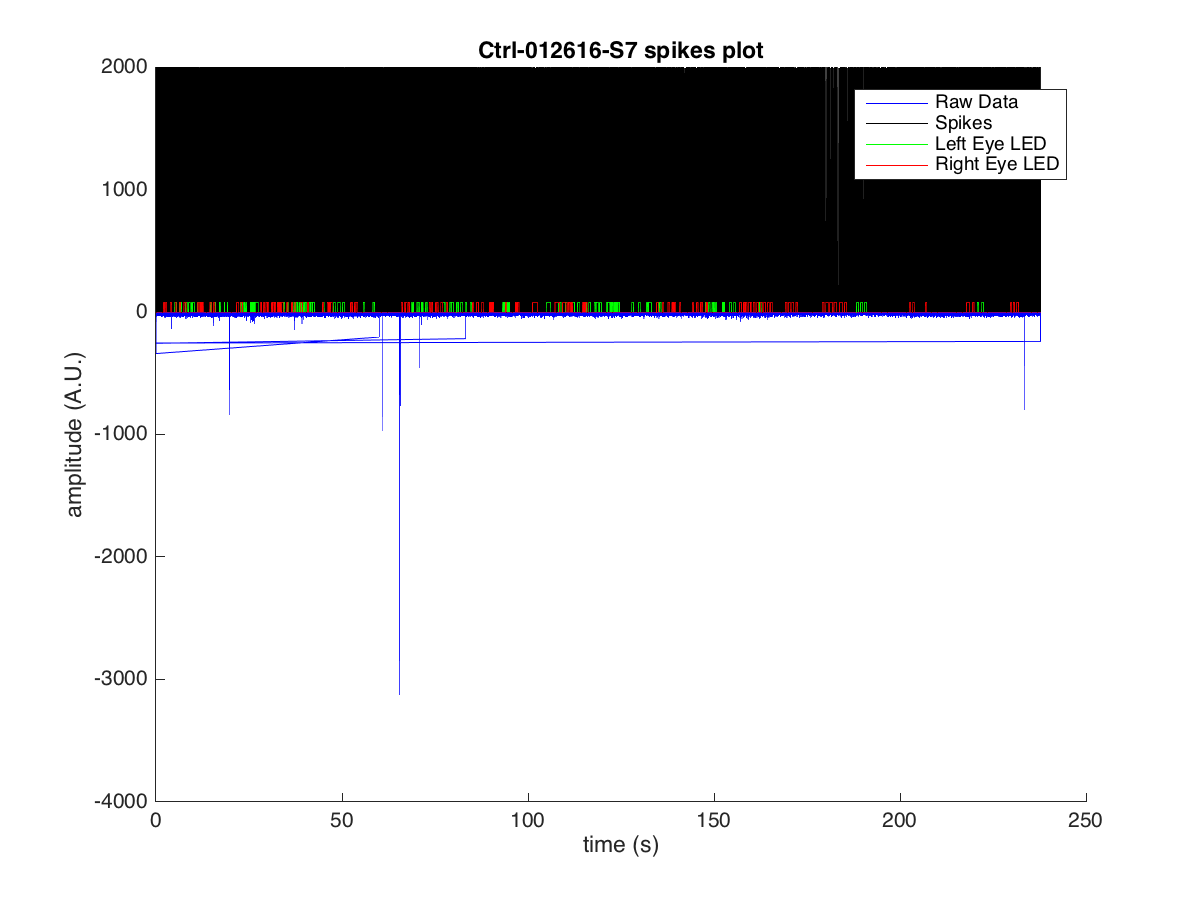 Ctrl-012616-S7 spikes plot
2000
1000
0
-1000
-2000
-3000
-4000
amplitude (A.U.)
Raw Data
Spikes
Left Eye LED
Right Eye LED
0 50 100 150 200 250
time (s)